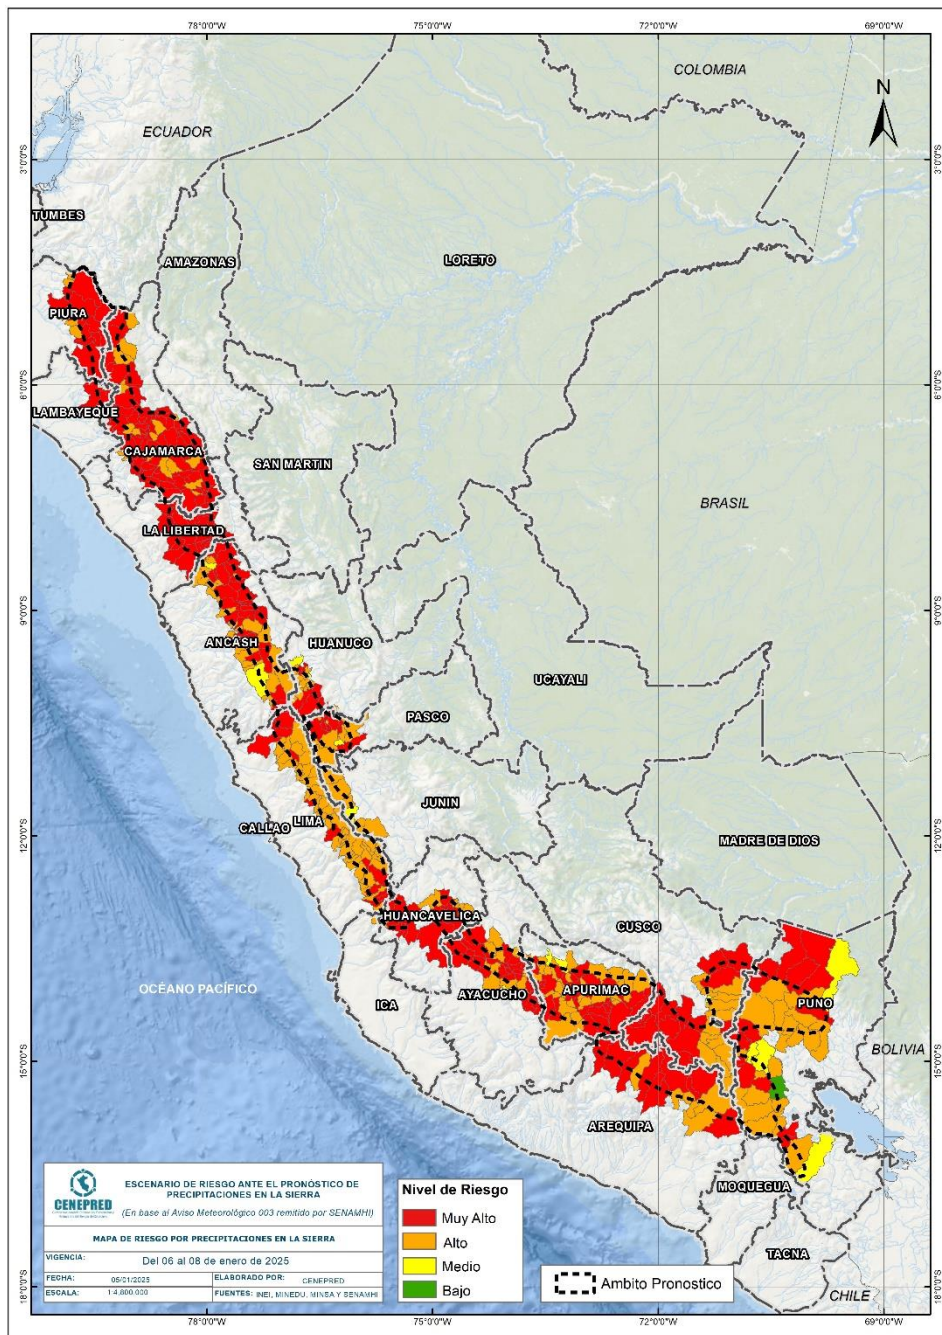 78°0'0"W
75°0'0"W
72°0'0"W
69°0'0"W
COLOMBIA
N
ECUADOR
3°0'0"S
3°0'0"S
TUMBES
AMAZONAS
LORETO
PIURA
6°0'0"S
6°0'0"S
LAMBAYEQUE
CAJAMARCA
SAN MARTIN
BRASIL
LA LIBERTAD
9°0'0"S
9°0'0"S
ANCASH
HUANUCO
UCAYALI
PASCO
JUNIN
CALLAO
LIMA
12°0'0"S
12°0'0"S
MADRE DE DIOS
HUANCAVELICA
CUSCO
OCÉANO PACÍFICO
ICA
AYACUCHO
APURIMAC
PUNO
15°0'0"S
15°0'0"S
BOLIVIA
AREQUIPA
MOQUEGUA
TACNA
CHILE
18°0'0"S
18°0'0"S
CENEPRED
ESCENARIO DE RIESGO ANTE EL PRONÓSTICO DE
PRECIPITACIONES EN LA SIERRA
(En base al Aviso Meteorológico 003 remitido por SENAMHI)
MAPA DE RIESGO POR PRECIPITACIONES EN LA SIERRA
VIGENCIA:
Del 06 al 08 de enero de 2025
FECHA:
05/01/2025
ELABORADO POR:
CENEPRED
ESCALA:
1:4,800,000
FUENTES: INEI, MINEDU, MINSA Y SENAMHI
Nivel de Riesgo
Muy Alto
Alto
Medio
Bajo
Ambito Pronostico
78°0'0"W
75°0'0"W
72°0'0"W
69°0'0"W